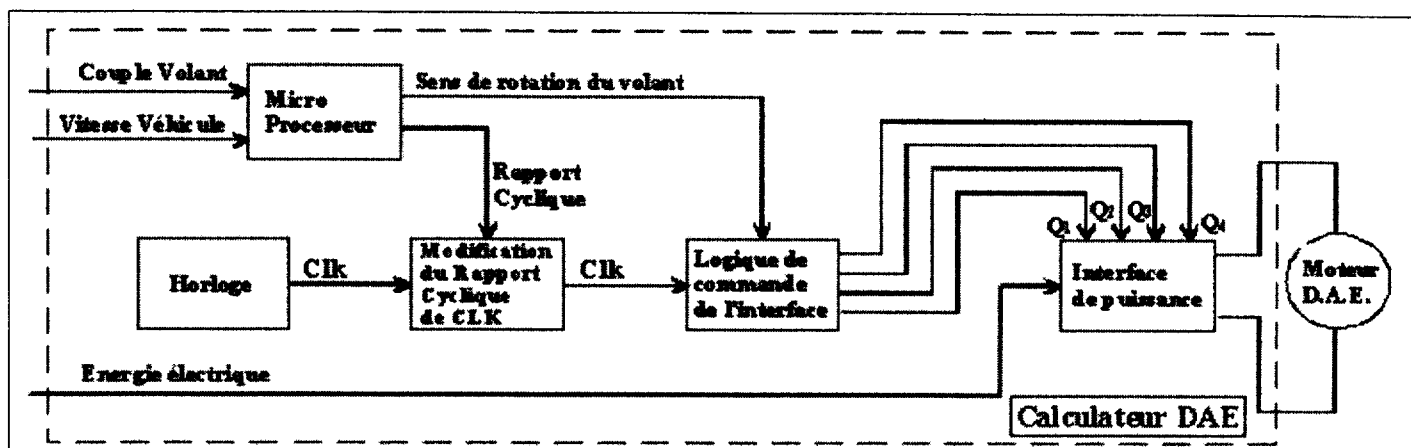 Couple Volant
Vitesse Véhicule
Micro
Processeur
Sens de rotation du volant
Rapport
Cyclique
Horloge
Clk
Modification
du Rapport
Cyclique
de CLK
Clk
Logique de
commande
de l'interface
Q1
Q2
Q3
Q4
Interface
de puissance
Moteur
D.A.E.
Energie électrique
Calculateur DAE